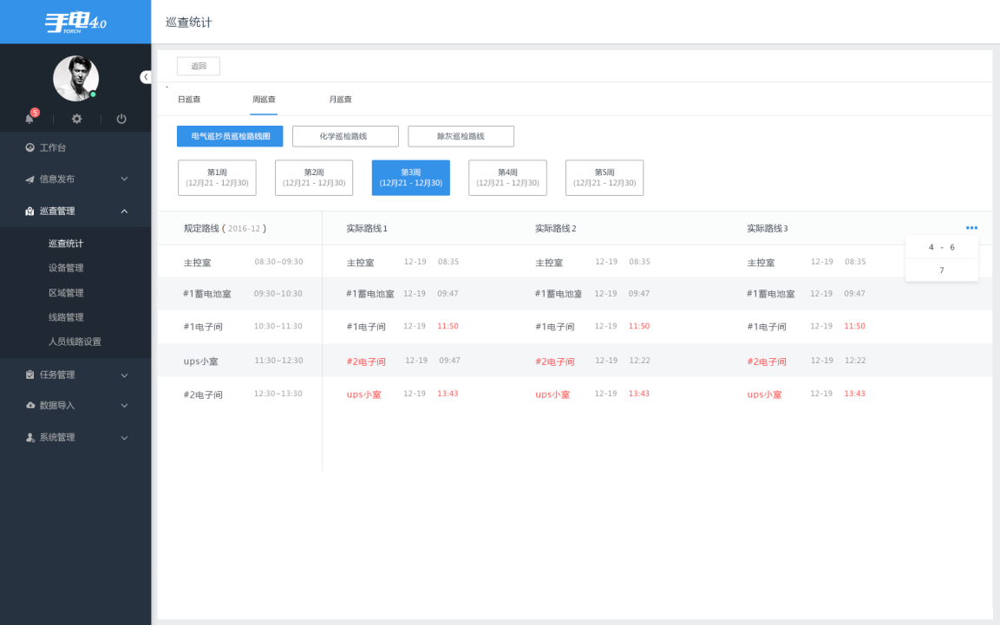 手电4.0
TORCH
巡查统计
5
返回
日巡查 周巡查 月巡查
工作台
信息发布
巡查管理
巡查统计
设备管理
区域管理
线路管理
人员线路设置
任务管理
数据导入
系统管理
电气巡抄员巡检路线图 化学巡检路线 除灰巡检路线
第1周 第2周 第3周 第4周 第5周
(12月21 - 12月30) (12月21 - 12月30) (12月21 - 12月30) (12月21 - 12月30) (12月21 - 12月30)
规定路线 ( 2016-12 ) 实际路线1 实际路线2 实际路线3 •••
4 - 6
7
主控室 08:30~09:30 主控室 12-19 08:35 主控室 12-19 08:35 主控室 12-19 08:35
#1蓄电池室 09:30~10:30 #1蓄电池室 12-19 09:47 #1蓄电池室 12-19 09:47 #1蓄电池室 12-19 09:47
#1电子间 10:30~11:30 #1电子间 12-19 11:50 #1电子间 12-19 11:50 #1电子间 12-19 11:50
ups小室 11:30~12:30 #2电子间 12-19 09:47 #2电子间 12-19 12:22 #2电子间 12-19 12:22
#2电子间 12:30~13:30 ups小室 12-19 13:43 ups小室 12-19 13:43 ups小室 12-19 13:43